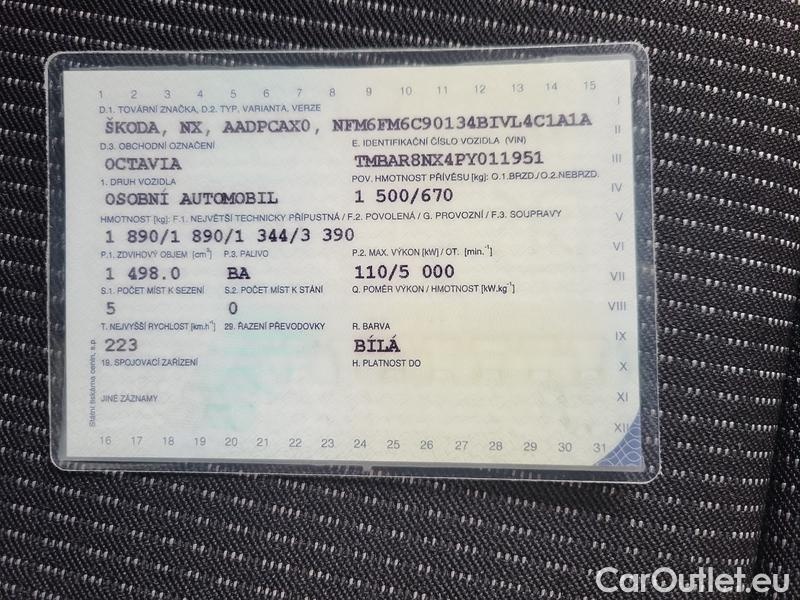 1 2 3 4 5 6 7 8 9 10 11 12 13 14 15
D.1. TOVÁRNÍ ZNAČKA, D.2. TYP, VARIANTA, VERZE
ŠKODA, NX, AADPCAX0, NFM6FM6C90134BIVL4C1A1A
D.3. OBCHODNÍ OZNAČENÍ E. IDENTIFIKAČNÍ ČÍSLO VOZIDLA (VIN)
OCTAVIA TMBAR8NX4PY011951
1. DRUH VOZIDLA POV. HMOTNOST PŘÍVĚSU [kg]: O.1.BRZD./O.2.NEBRZD.
OSOBNÍ AUTOMOBIL 1 500/670
HMOTNOST [kg]: F.1. NEJVĚTŠÍ TECHNICKY PŘÍPUSTNÁ / F.2. POVOLENÁ / G. PROVOZNÍ / F.3. SOUPRAVY
1 890/1 890/1 344/3 390
P.1. ZDVIHOVÝ OBJEM [cm³] P.3. PALIVO P.2. MAX. VÝKON [kW] / OT. [min.⁻¹]
1 498.0 BA 110/5 000
S.1. POČET MÍST K SEZENÍ S.2. POČET MÍST K STÁNÍ Q. POMĚR VÝKON / HMOTNOST [kW.kg⁻¹]
5 0
T. NEJVYŠŠÍ RYCHLOST [km.h⁻¹] 29. ŘAZENÍ PŘEVODOVKY R. BARVA
223 BÍLÁ
19. SPOJOVACÍ ZAŘÍZENÍ H. PLATNOST DO
JINÉ ZÁZNAMY
16 17 18 19 20 21 22 23 24 25 26 27 28 29 30 31
I
II
III
IV
V
VI
VII
VIII
IX
X
XI
XII
Státní tiskárna cenin, s.p.
CarOutlet.eu